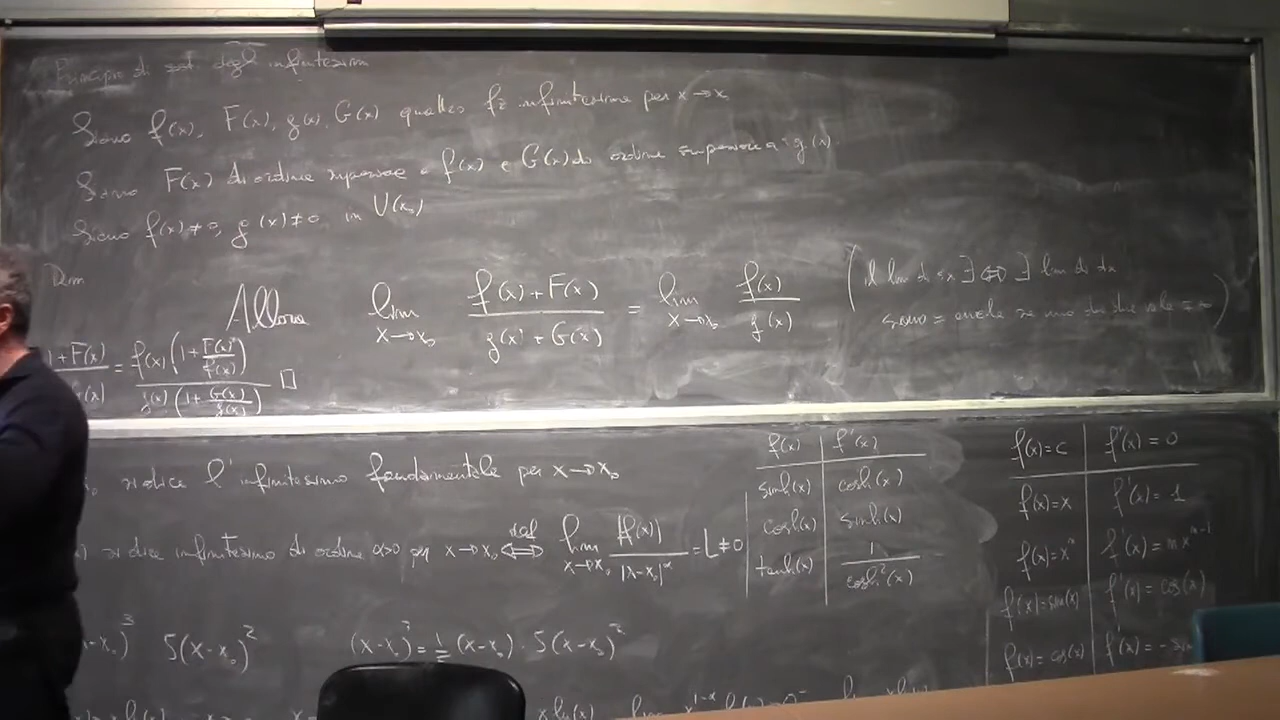 Principio di sost. degli infinitesimi
Siano f(x), F(x), g(x), G(x) quattro fz infinitesime per x→x₀
Siano F(x) di ordine superiore a f(x) e G(x) di ordine superiore a g(x).
Siano f(x)≠0, g(x)≠0 in U(x₀)
Dim
Allora lim x→x₀ (f(x)+F(x))/(g(x)+G(x)) = lim x→x₀ f(x)/g(x) (il lim di sx ∃ ⇔ ∃ lim di dx
sono = anche se uno dei due vale ∞)
+F(x) = f(x)(1+F(x)/f(x)) / g(x)(1+G(x)/g(x)) □
si dice l'infinitesimo fondamentale per x→x₀
si dice infinitesimo di ordine α>0 per x→x₀ ⇔def lim x→x₀ |f(x)|/|x-x₀|^α = L≠0
)³ 5(x-x₀)² = ½(x-x₀)·5(x-x₀)²
f(x) f'(x)
sinh(x) cosh(x)
cosh(x) sinh(x)
tanh(x) 1/cosh²(x)
f(x)=c f'(x)=0
f(x)=x f'(x)=1
f(x)=xⁿ f'(x)=nxⁿ⁻¹
f(x)=sin(x) f'(x)=cos(x)
f(x)=cos(x) f'(x)=-